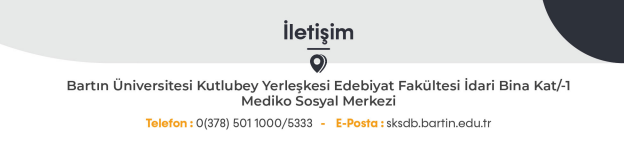 İletişim
Bartın Üniversitesi Kutlubey Yerleşkesi Edebiyat Fakültesi İdari Bina Kat/-1
Mediko Sosyal Merkezi
Telefon : 0(378) 501 1000/5333 - E-Posta : sksdb.bartin.edu.tr